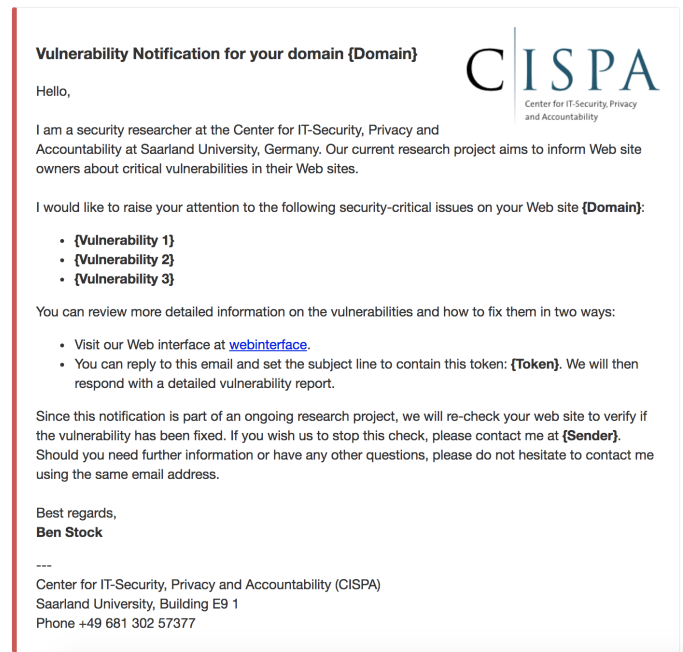 Vulnerability Notification for your domain {Domain}
CISPA
Center for IT-Security, Privacy
and Accountability
Hello,
I am a security researcher at the Center for IT-Security, Privacy and
Accountability at Saarland University, Germany. Our current research project aims to inform Web site
owners about critical vulnerabilities in their Web sites.
I would like to raise your attention to the following security-critical issues on your Web site {Domain}:
• {Vulnerability 1}
• {Vulnerability 2}
• {Vulnerability 3}
You can review more detailed information on the vulnerabilities and how to fix them in two ways:
• Visit our Web interface at webinterface.
• You can reply to this email and set the subject line to contain this token: {Token}. We will then
respond with a detailed vulnerability report.
Since this notification is part of an ongoing research project, we will re-check your web site to verify if
the vulnerability has been fixed. If you wish us to stop this check, please contact me at {Sender}.
Should you need further information or have any other questions, please do not hesitate to contact me
using the same email address.
Best regards,
Ben Stock
---
Center for IT-Security, Privacy and Accountability (CISPA)
Saarland University, Building E9 1
Phone +49 681 302 57377